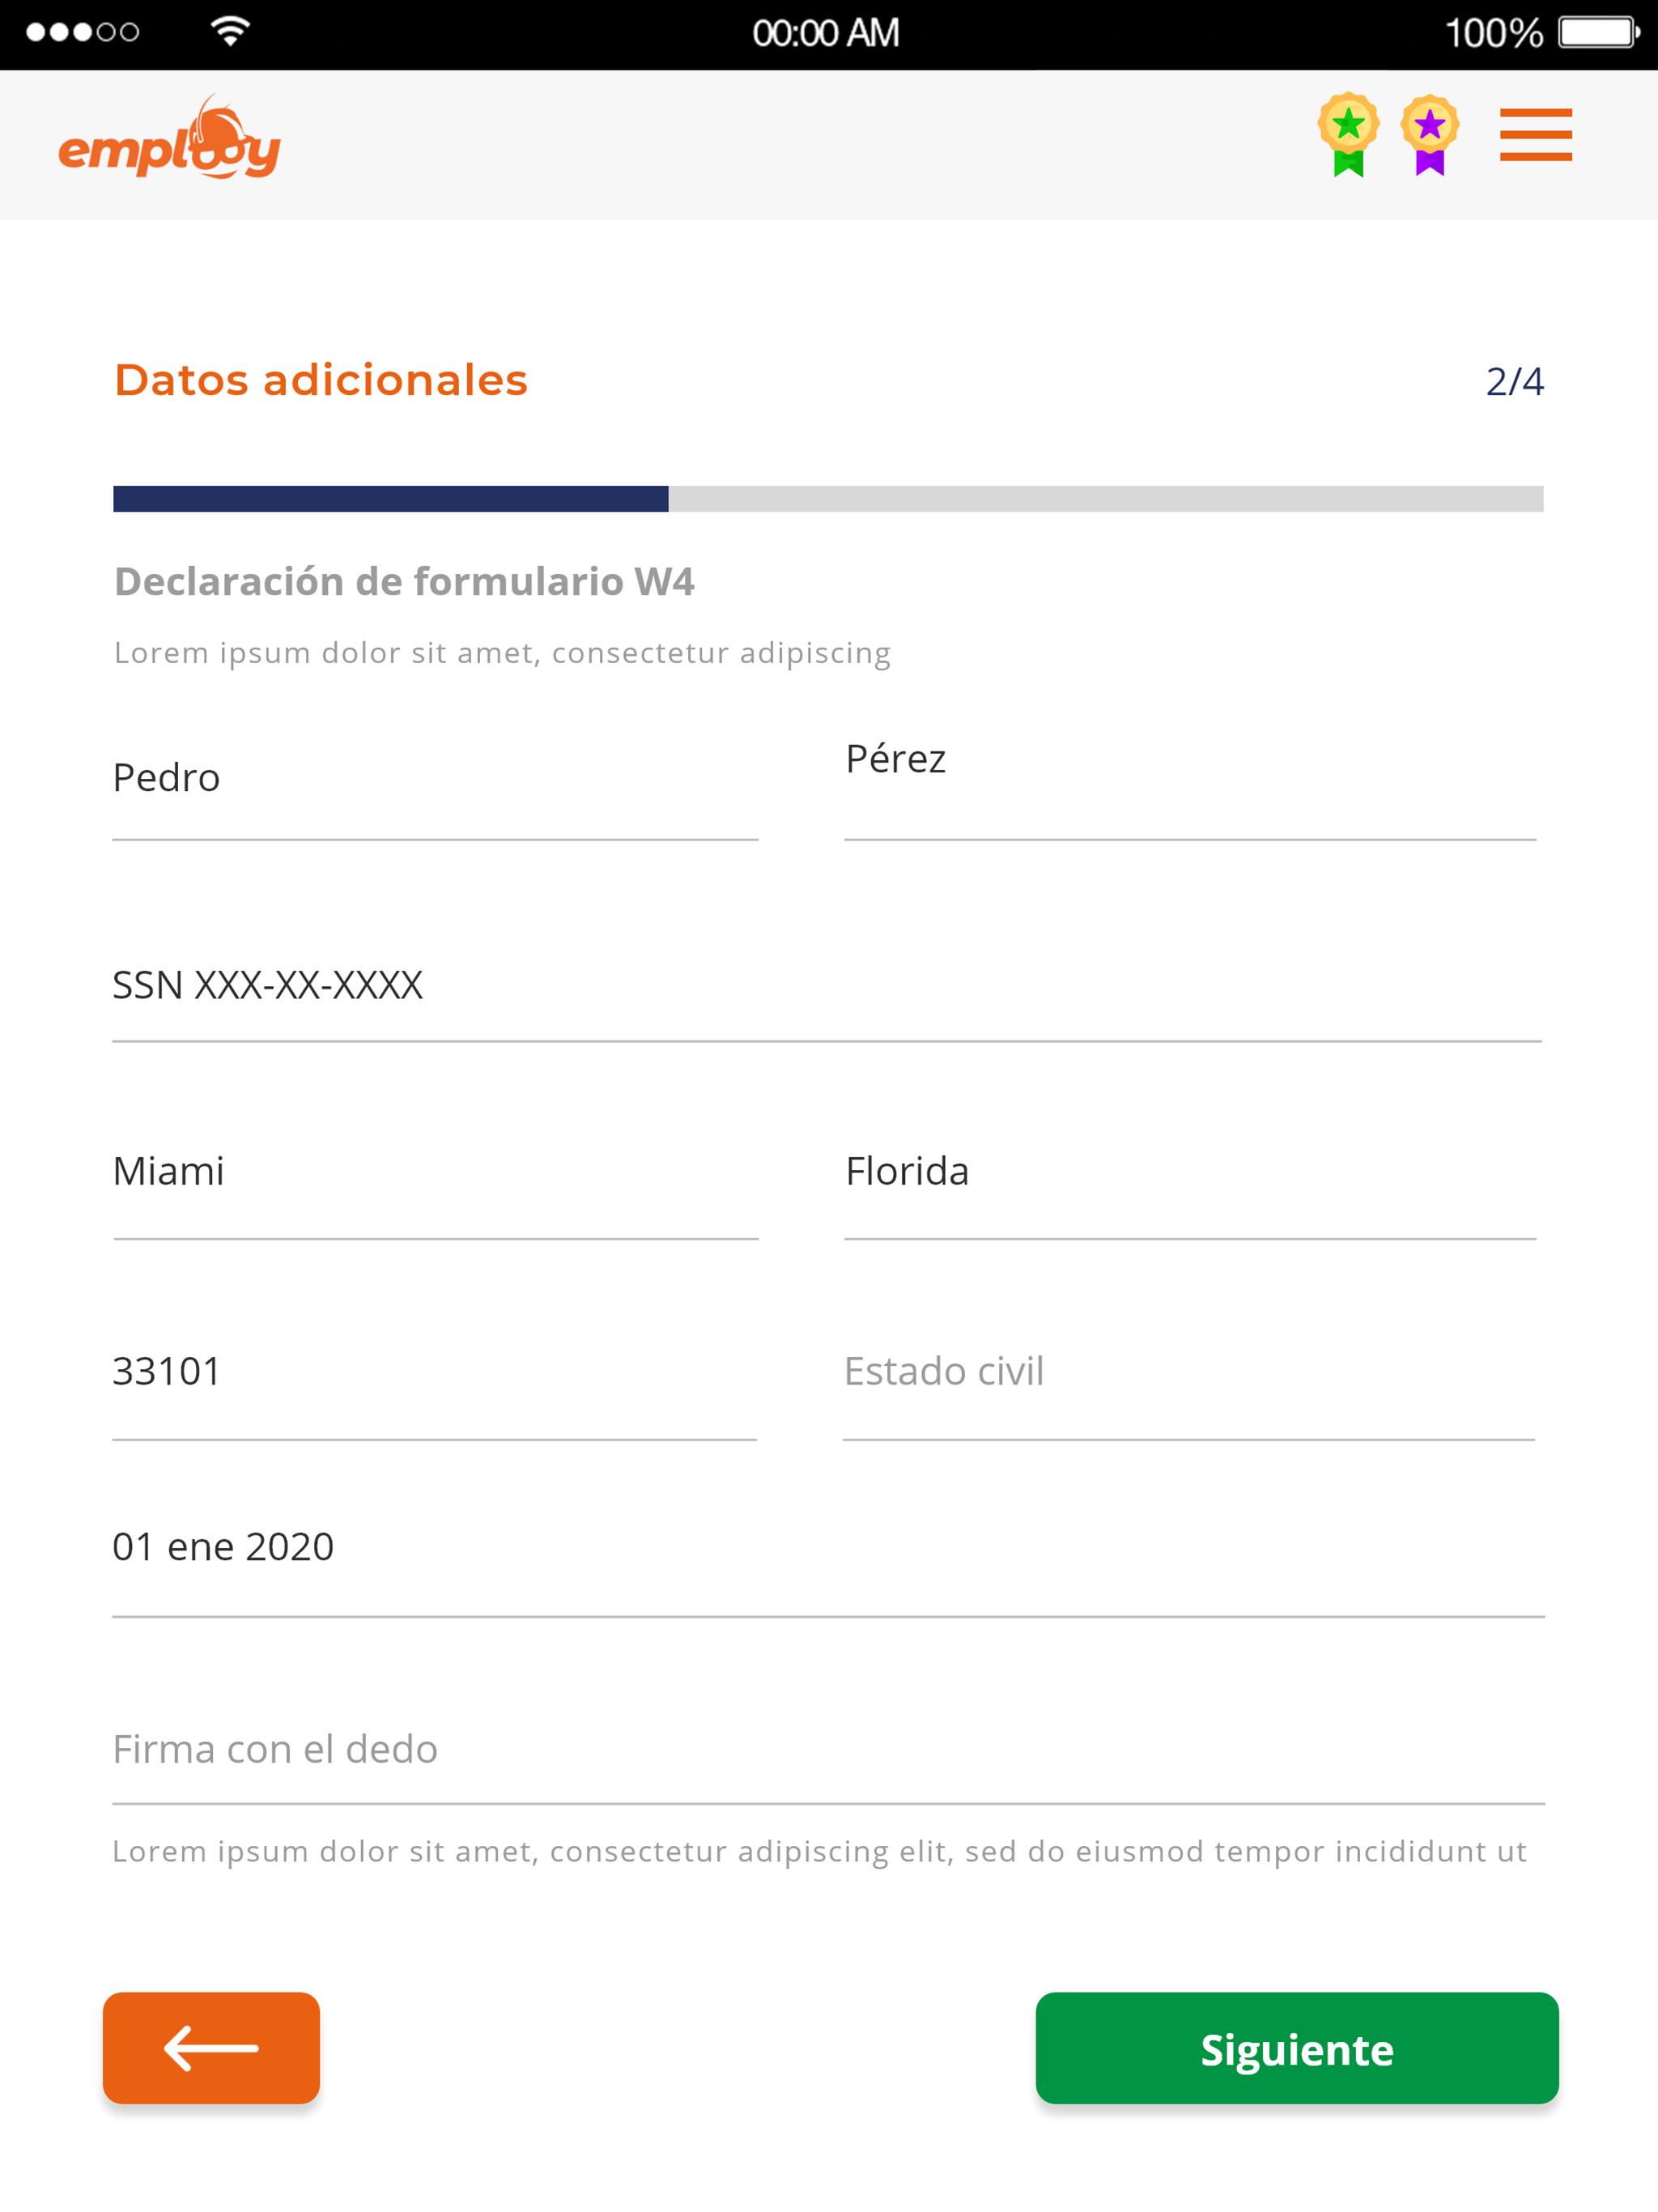 00:00 AM 100%
emplooy
Datos adicionales 2/4
Declaración de formulario W4
Lorem ipsum dolor sit amet, consectetur adipiscing
Pedro Pérez
SSN XXX-XX-XXXX
Miami Florida
33101 Estado civil
01 ene 2020
Firma con el dedo
Lorem ipsum dolor sit amet, consectetur adipiscing elit, sed do eiusmod tempor incididunt ut
Siguiente